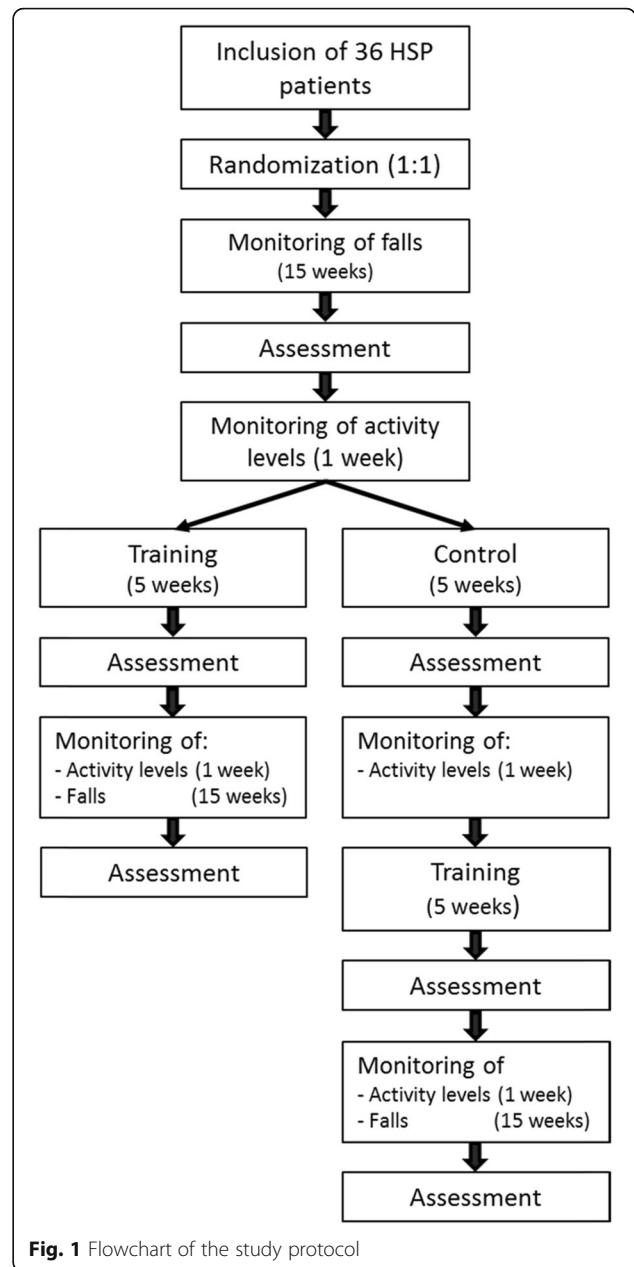 Inclusion of 36 HSP
patients
Randomization (1:1)
Monitoring of falls
(15 weeks)
Assessment
Monitoring of activity
levels (1 week)
Training
(5 weeks)
Assessment
Monitoring of:
- Activity levels (1 week)
- Falls (15 weeks)
Assessment
Control
(5 weeks)
Assessment
Monitoring of:
- Activity levels (1 week)
Training
(5 weeks)
Assessment
Monitoring of
- Activity levels (1 week)
- Falls (15 weeks)
Assessment
Fig. 1 Flowchart of the study protocol